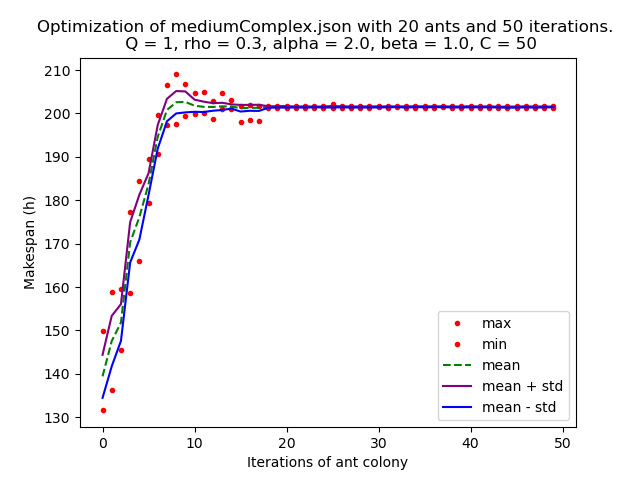 Optimization of mediumComplex.json with 20 ants and 50 iterations.
Q = 1, rho = 0.3, alpha = 2.0, beta = 1.0, C = 50
210
200
190
180
170
160
150
140
130
Makespan (h)
max
min
mean
mean + std
mean - std
0 10 20 30 40 50
Iterations of ant colony